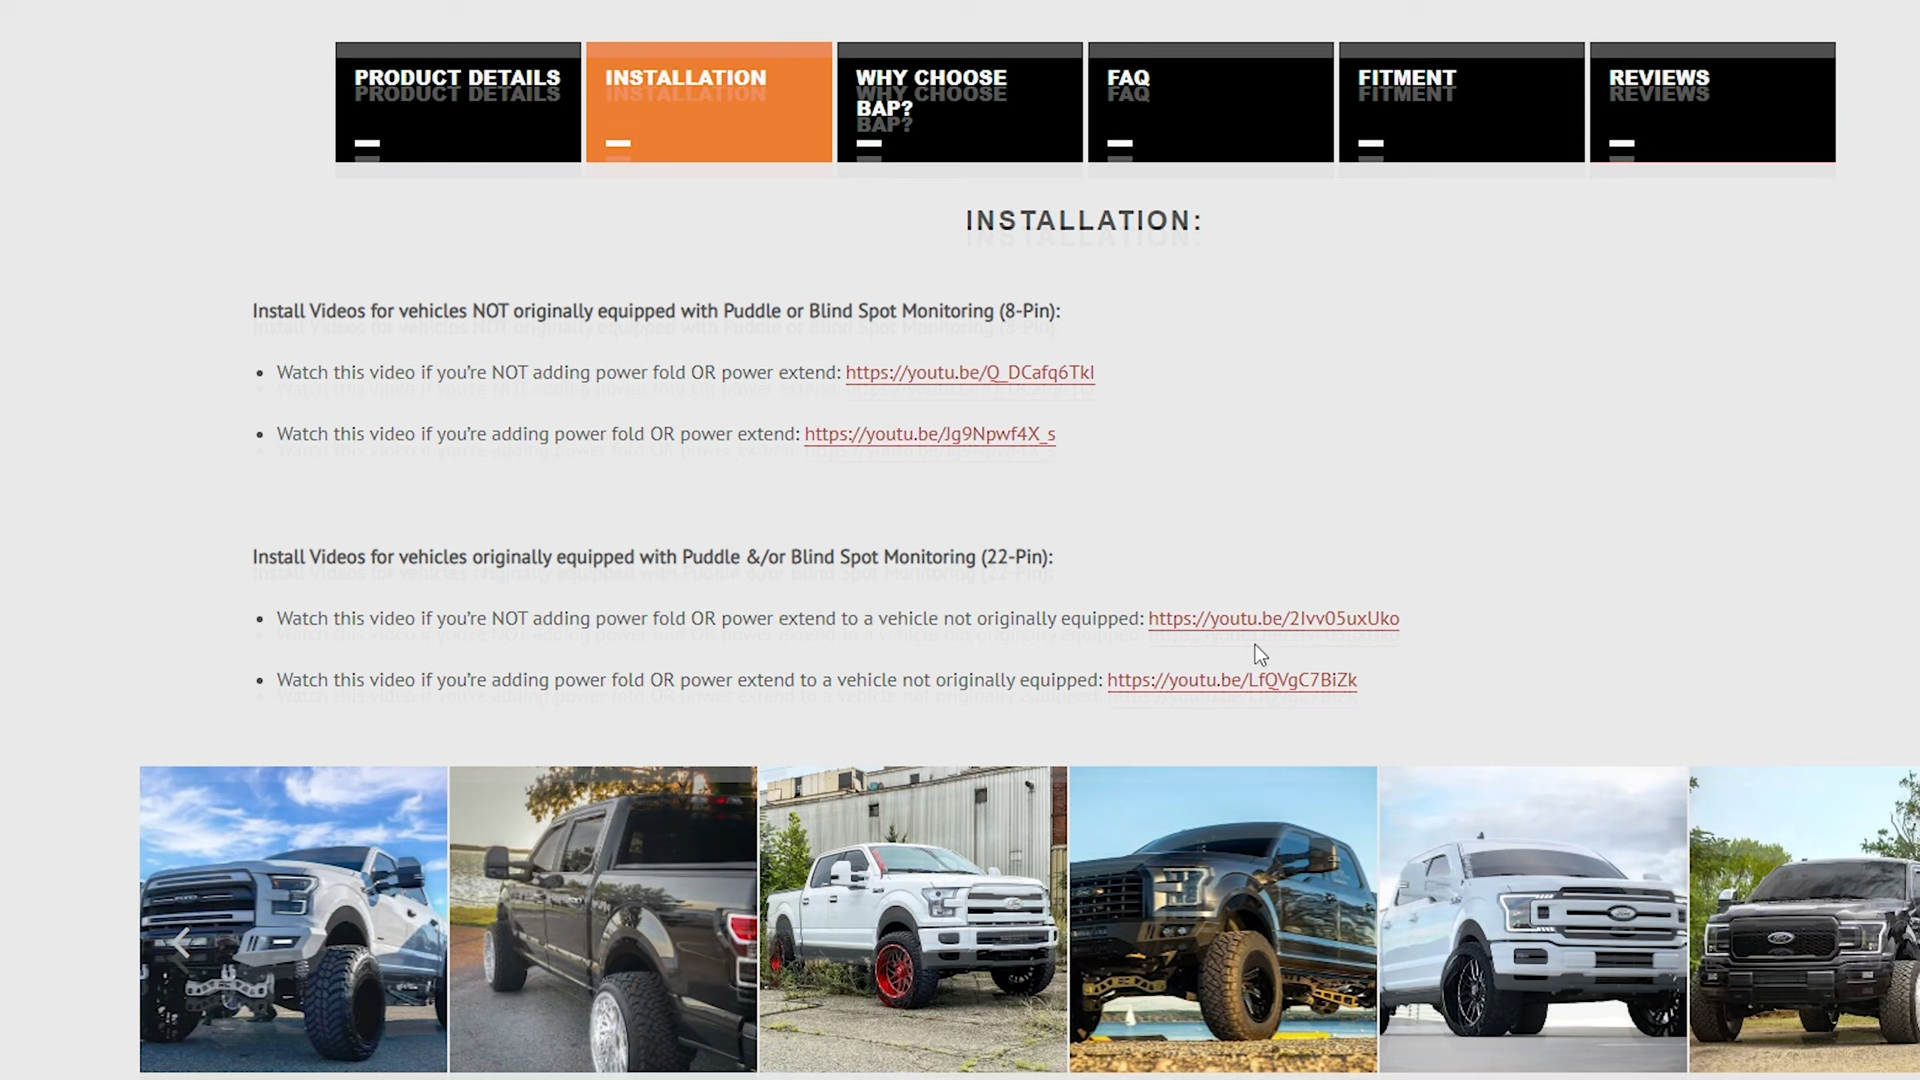 PRODUCT DETAILS
INSTALLATION
WHY CHOOSE
BAP?
FAQ
FITMENT
REVIEWS
INSTALLATION:
Install Videos for vehicles NOT originally equipped with Puddle or Blind Spot Monitoring (8-Pin):
• Watch this video if you’re NOT adding power fold OR power extend: https://youtu.be/Q_DCafq6TkI
• Watch this video if you’re adding power fold OR power extend: https://youtu.be/Jg9Npwf4X_s
Install Videos for vehicles originally equipped with Puddle &/or Blind Spot Monitoring (22-Pin):
• Watch this video if you’re NOT adding power fold OR power extend to a vehicle not originally equipped: https://youtu.be/2Ivv05uxUko
• Watch this video if you’re adding power fold OR power extend to a vehicle not originally equipped: https://youtu.be/LfQVgC7BiZk